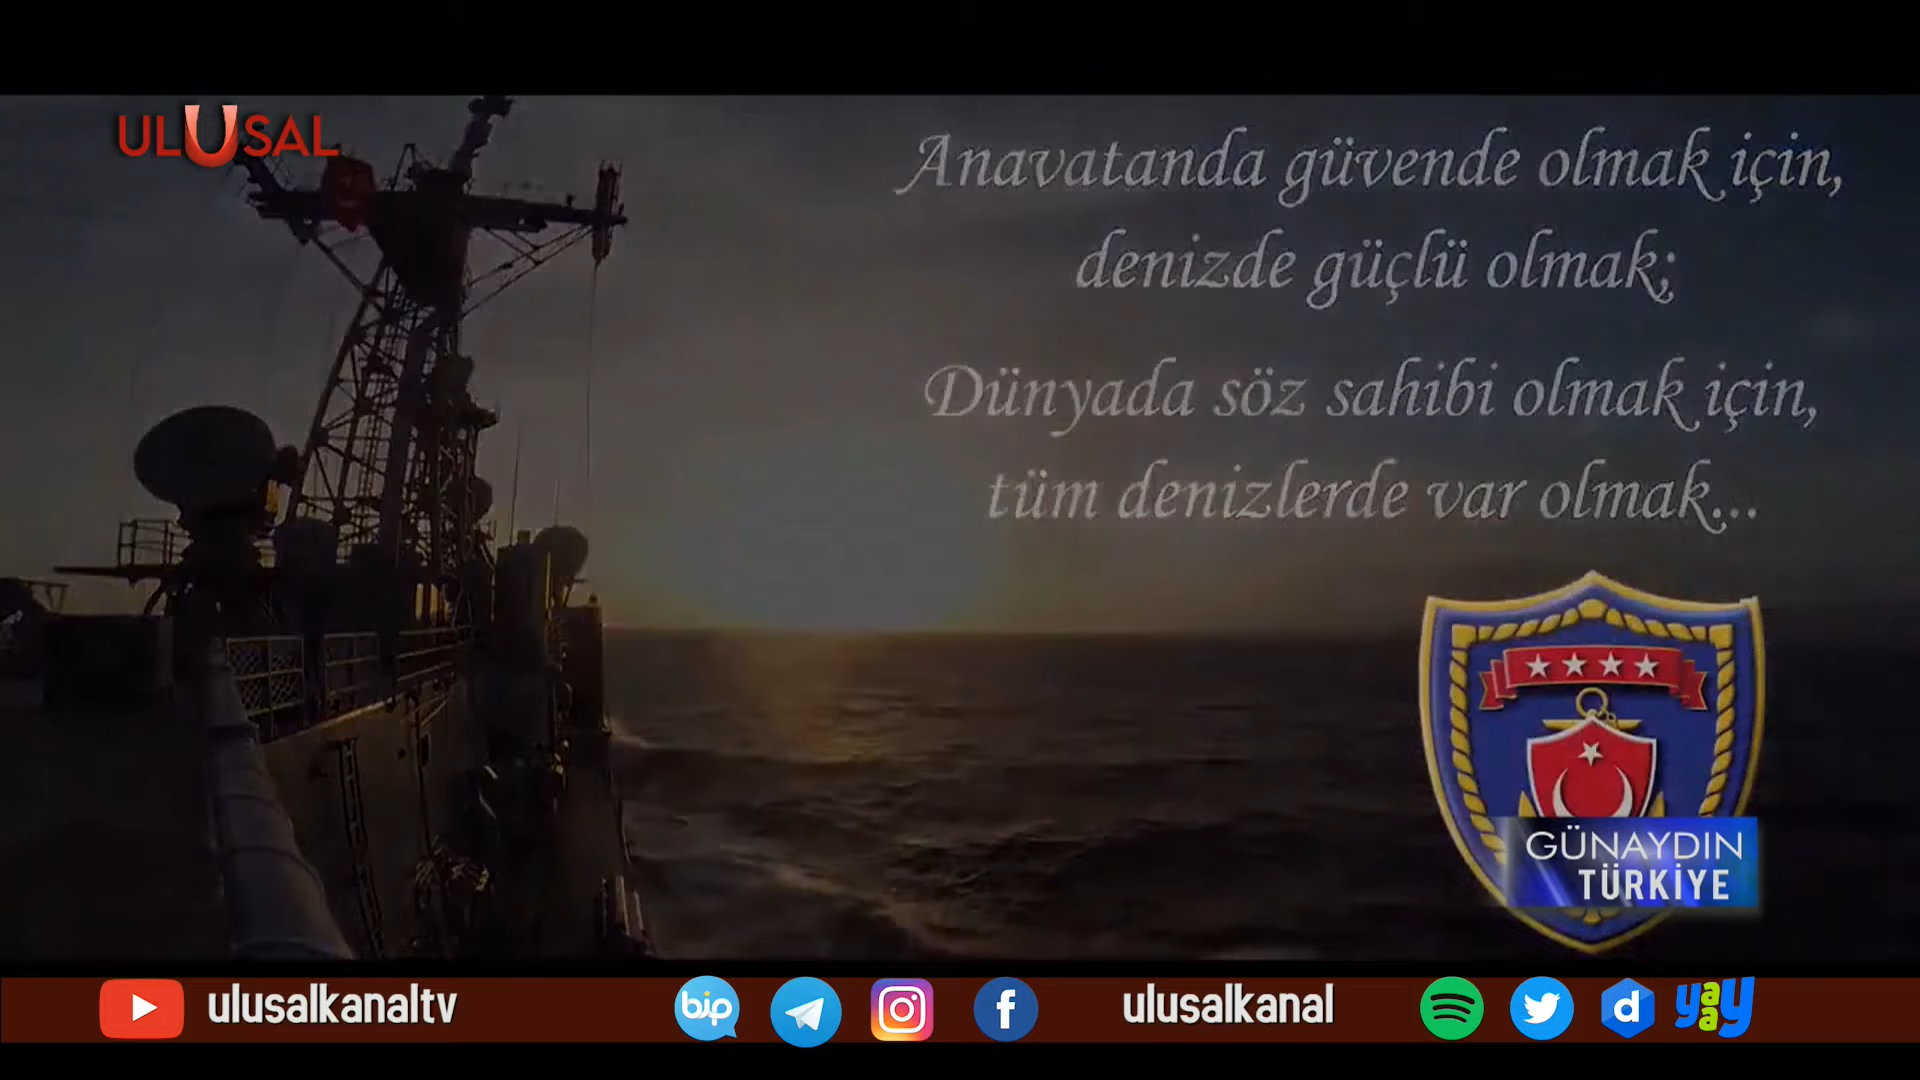 ULUSAL
Anavatanda güvende olmak için,
denizde güçlü olmak;
Dünyada söz sahibi olmak için,
tüm denizlerde var olmak...
GÜNAYDIN
TÜRKİYE
ulusalkanaltv
bip
ulusalkanal
d
yaay